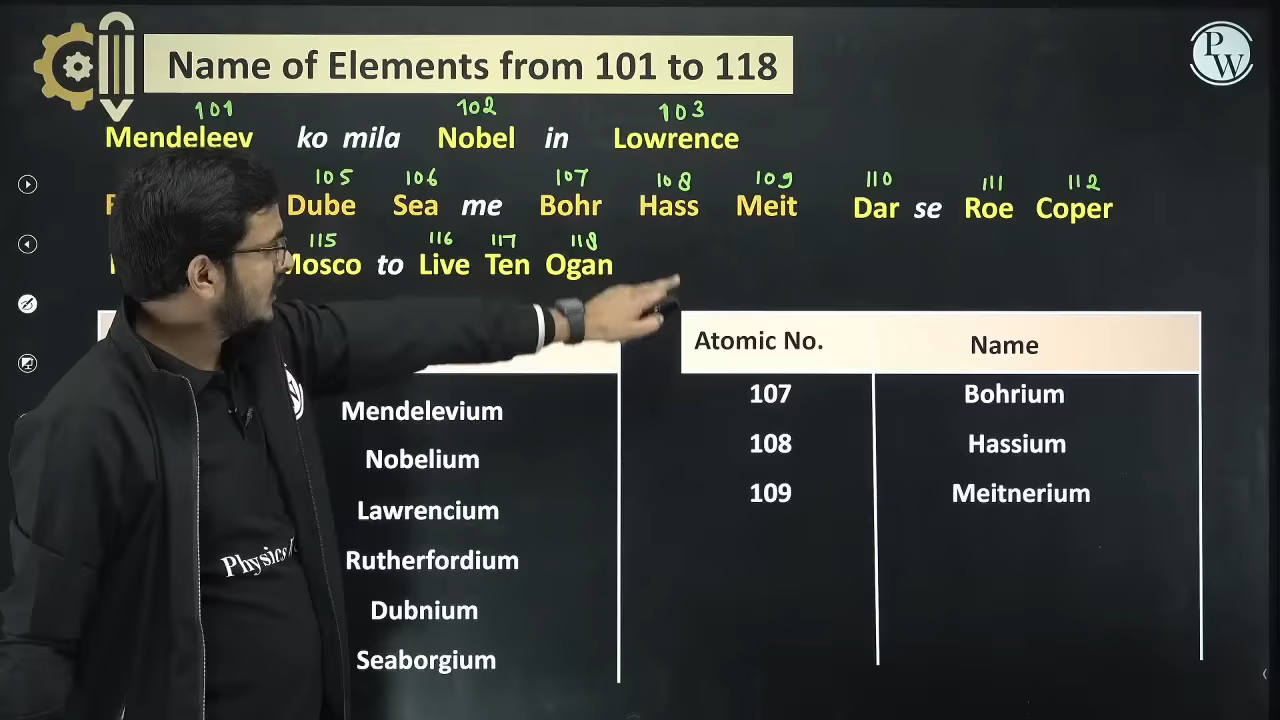 Name of Elements from 101 to 118
PW
101 102 103
Mendeleev ko mila Nobel in Lowrence
105 106 107 108 109 110 111 112
Dube Sea me Bohr Hass Meit Dar se Roe Coper
115 116 117 118
Mosco to Live Ten Ogan
Atomic No. Name
Mendelevium
107 Bohrium
Nobelium
108 Hassium
Lawrencium
109 Meitnerium
Rutherfordium
Dubnium
Seaborgium
Physics